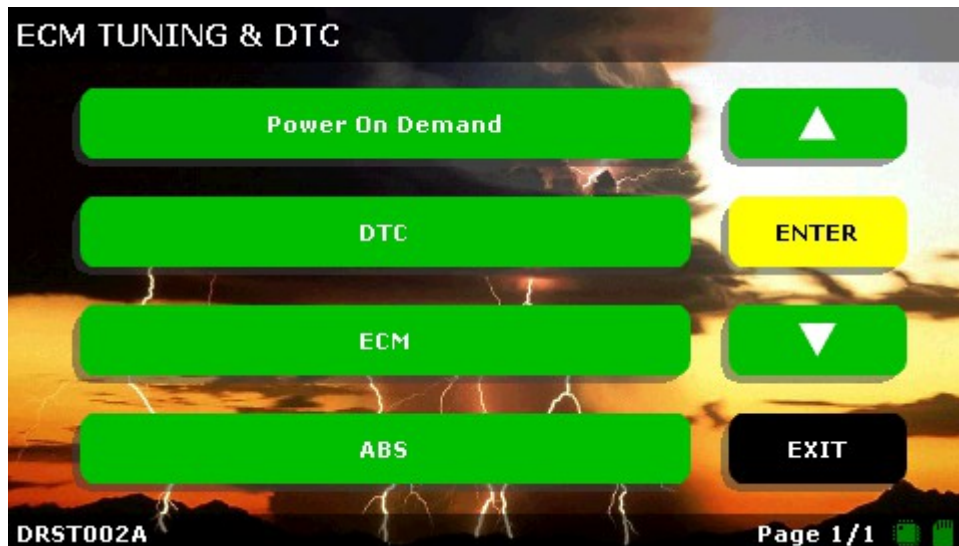 ECM TUNING & DTC
Power On Demand
DTC
ENTER
ECM
ABS
EXIT
DRST002A
Page 1/1